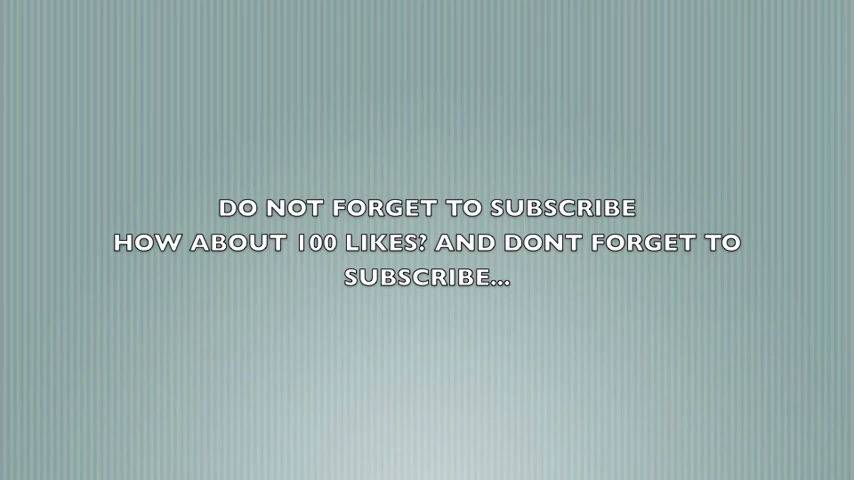 DO NOT FORGET TO SUBSCRIBE
HOW ABOUT 100 LIKES? AND DONT FORGET TO
SUBSCRIBE...